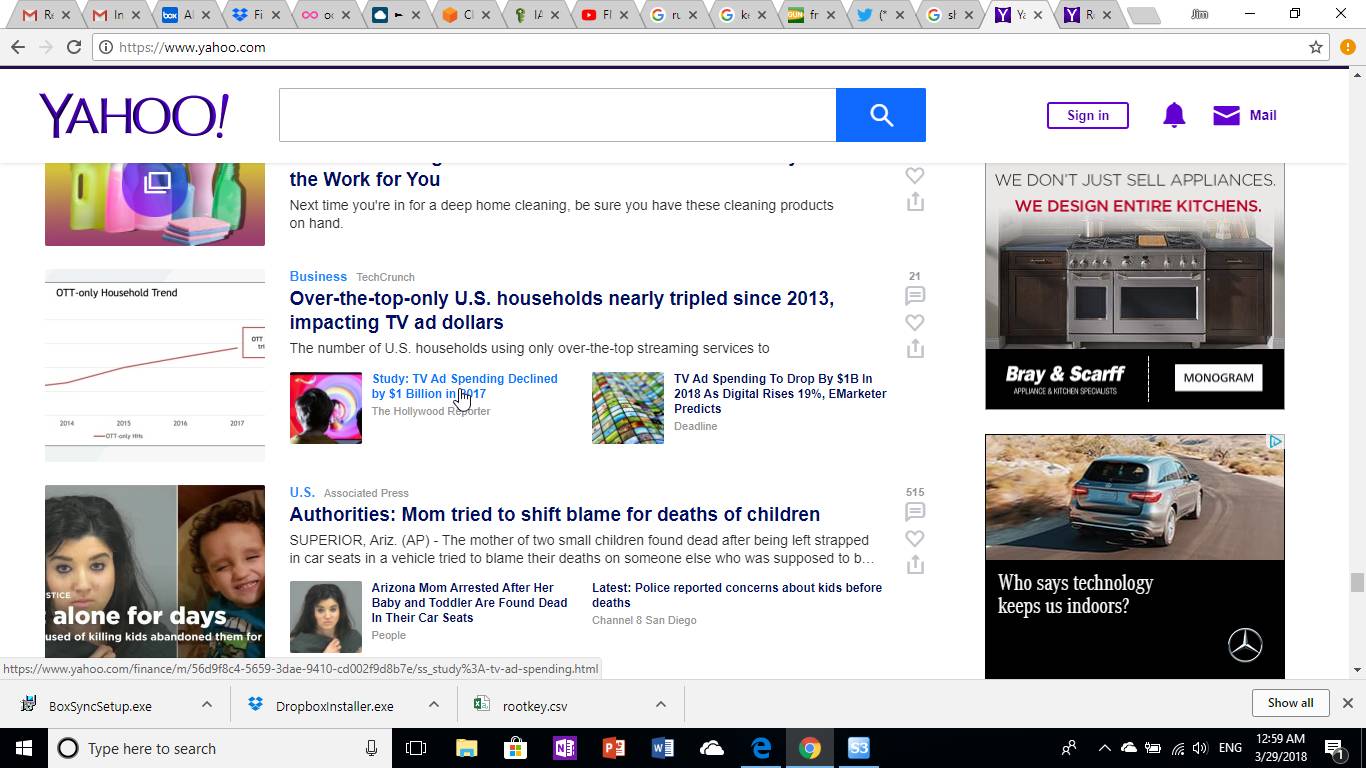 Re
In
box
Al
Fi
oc
Cl
IA
Fl
ru
ke
GUN
fr
(*
sh
Ya
Re
Jim
https://www.yahoo.com
YAHOO!
Sign in
Mail
the Work for You
Next time you're in for a deep home cleaning, be sure you have these cleaning products
on hand.
OTT-only Household Trend
OTT
tri
2014 2015 2016 2017
OTT-only HHs
Business TechCrunch
21
Over-the-top-only U.S. households nearly tripled since 2013,
impacting TV ad dollars
The number of U.S. households using only over-the-top streaming services to
Study: TV Ad Spending Declined
by $1 Billion in 2017
The Hollywood Reporter
TV Ad Spending To Drop By $1B In
2018 As Digital Rises 19%, EMarketer
Predicts
Deadline
STICE
alone for days
used of killing kids abandoned them for
U.S. Associated Press
515
Authorities: Mom tried to shift blame for deaths of children
SUPERIOR, Ariz. (AP) - The mother of two small children found dead after being left strapped
in car seats in a vehicle tried to blame their deaths on someone else who was supposed to b...
Arizona Mom Arrested After Her
Baby and Toddler Are Found Dead
In Their Car Seats
People
Latest: Police reported concerns about kids before
deaths
Channel 8 San Diego
WE DON'T JUST SELL APPLIANCES.
WE DESIGN ENTIRE KITCHENS.
Bray & Scarff
APPLIANCE & KITCHEN SPECIALISTS
MONOGRAM
Who says technology
keeps us indoors?
https://www.yahoo.com/finance/m/56d9f8c4-5659-3dae-9410-cd002f9d8b7e/ss_study%3A-tv-ad-spending.html
BoxSyncSetup.exe
DropboxInstaller.exe
rootkey.csv
Show all
Type here to search
S3
ENG
12:59 AM
3/29/2018
1